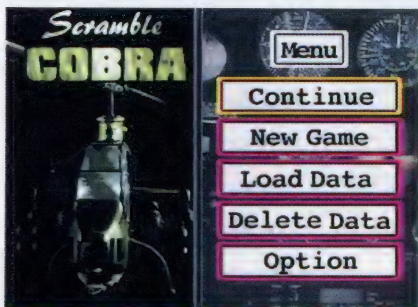 Scramble
COBRA
Menu
Continue
New Game
Load Data
Delete Data
Option